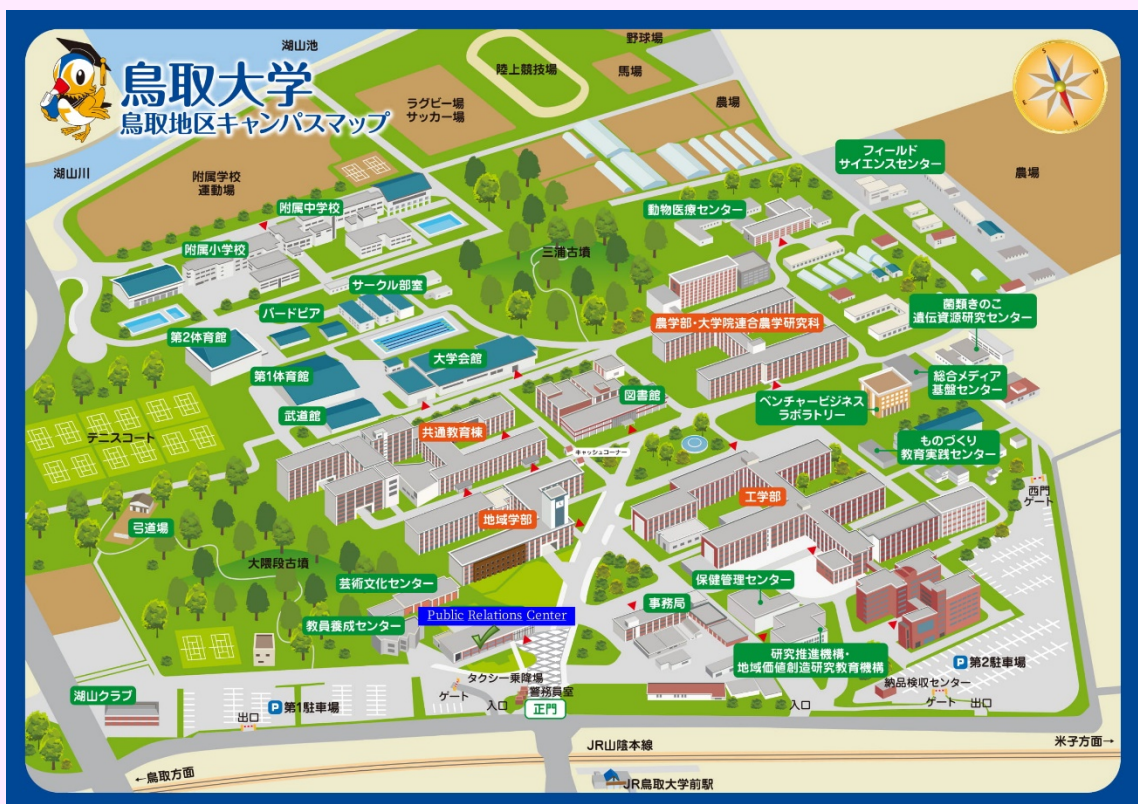 鳥取大学
鳥取地区キャンパスマップ
湖山池
野球場
陸上競技場
馬場
S
W
E
N
ラグビー場
サッカー場
農場
フィールド
サイエンスセンター
農場
湖山川
附属学校
運動場
附属中学校
動物医療センター
附属小学校
三浦古墳
サークル部室
バードピア
菌類きのこ
遺伝資源研究センター
農学部・大学院連合農学研究科
第2体育館
大学会館
第1体育館
総合メディア
基盤センター
図書館
ベンチャービジネス
ラボラトリー
武道館
共通教育棟
テニスコート
キャッシュコーナー
ものづくり
教育実践センター
西門
ゲート
工学部
地域学部
弓道場
大隈段古墳
芸術文化センター
保健管理センター
事務局
Public Relations Center
教員養成センター
研究推進機構・
地域価値創造研究教育機構
P 第2駐車場
タクシー乗降場
納品検収センター
湖山クラブ
ゲート
警務員室
ゲート
出口
P 第1駐車場
入口
正門
入口
出口
JR山陰本線
米子方面→
←鳥取方面
JR鳥取大学前駅